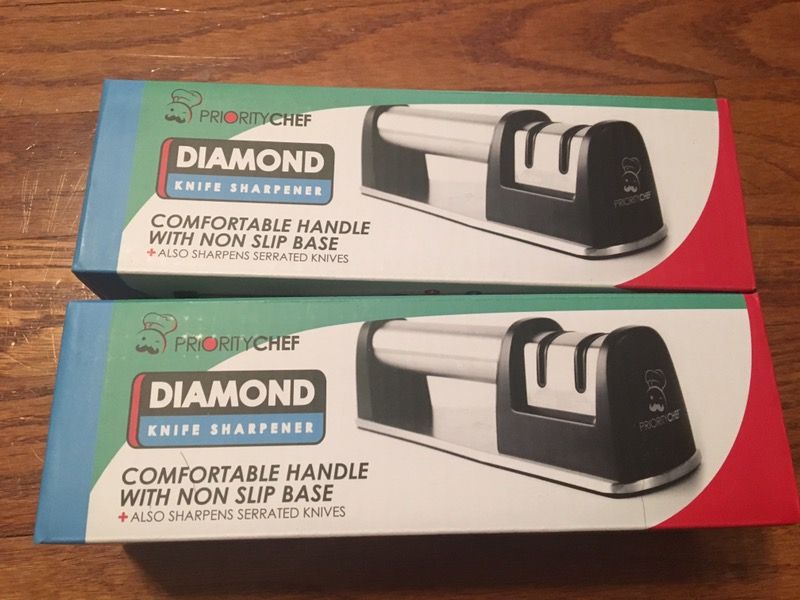 PRIORITYCHEF
DIAMOND
KNIFE SHARPENER
COMFORTABLE HANDLE
WITH NON SLIP BASE
+ ALSO SHARPENS SERRATED KNIVES
PRIORITYCHEF
PRIORITYCHEF
DIAMOND
KNIFE SHARPENER
COMFORTABLE HANDLE
WITH NON SLIP BASE
+ ALSO SHARPENS SERRATED KNIVES
PRIORITYCHEF